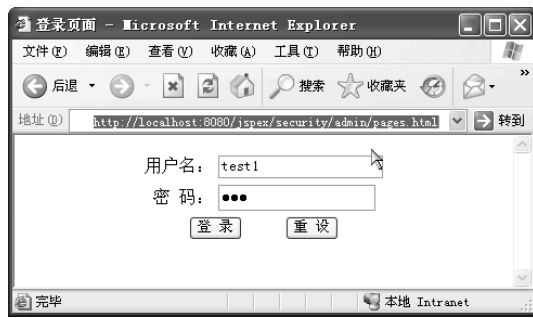 登录页面 - Microsoft Internet Explorer
文件(F) 编辑(E) 查看(V) 收藏(A) 工具(T) 帮助(H)
后退 搜索 收藏夹 »
地址(D) http://localhost:8080/jspex/security/admin/pages.html 转到
用户名： test1
密 码： ●●●
登 录 重 设
完毕 本地 Intranet